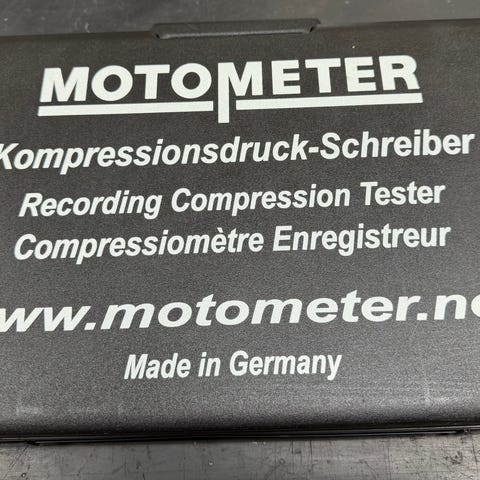 MOTOMETER
Kompressionsdruck-Schreiber
Recording Compression Tester
Compressiomètre Enregistreur
www.motometer.ne
Made in Germany